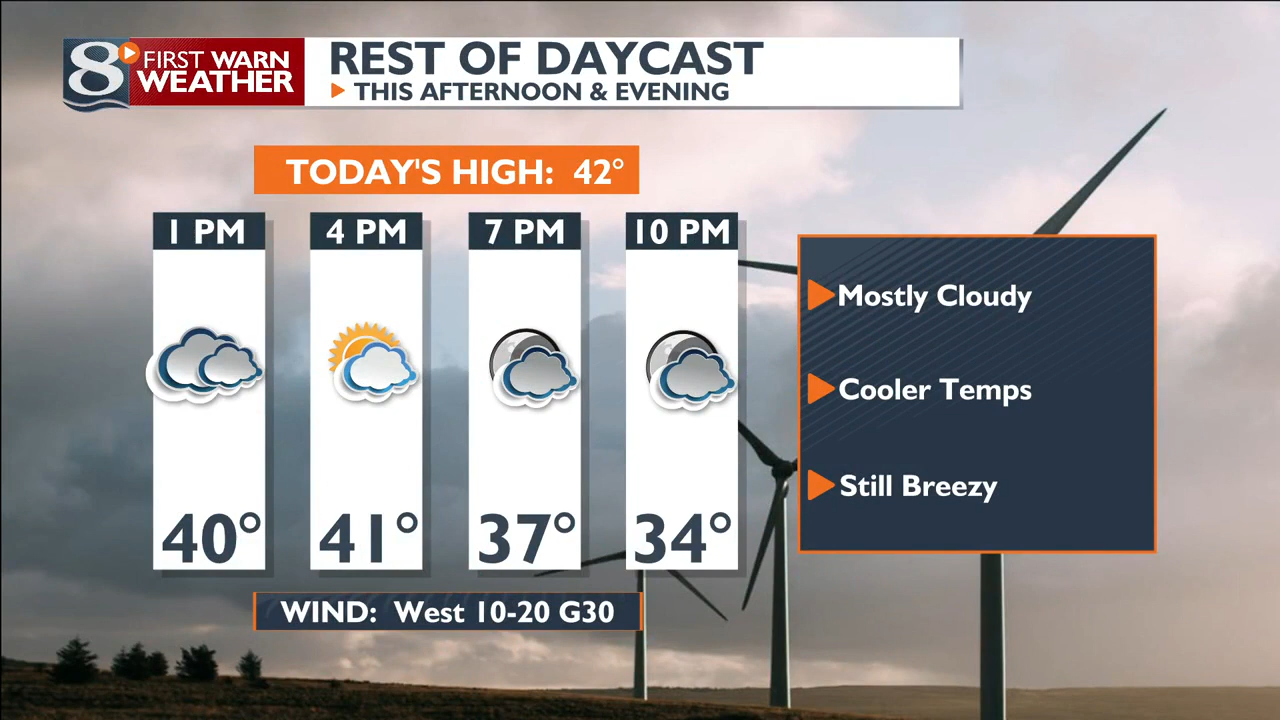 8 FIRST WARN
WEATHER
REST OF DAYCAST
THIS AFTERNOON & EVENING
TODAY'S HIGH: 42°
1 PM 4 PM 7 PM 10 PM
40° 41° 37° 34°
Mostly Cloudy
Cooler Temps
Still Breezy
WIND: West 10-20 G30